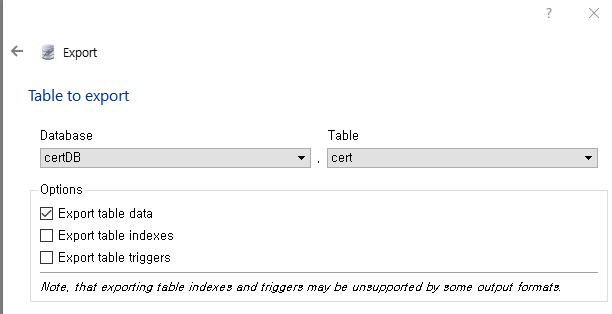 ?
Export
Table to export
Database
Table
certDB
.
cert
Options
Export table data
Export table indexes
Export table triggers
Note, that exporting table indexes and triggers may be unsupported by some output formats.